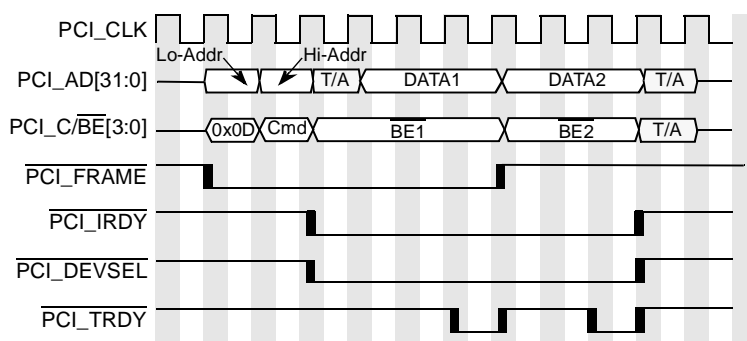 PCI_CLK
Lo-Addr Hi-Addr
PCI_AD[31:0] T/A DATA1 DATA2 T/A
PCI_C/BE[3:0] 0x0D Cmd BE1 BE2 T/A
PCI_FRAME
PCI_IRDY
PCI_DEVSEL
PCI_TRDY